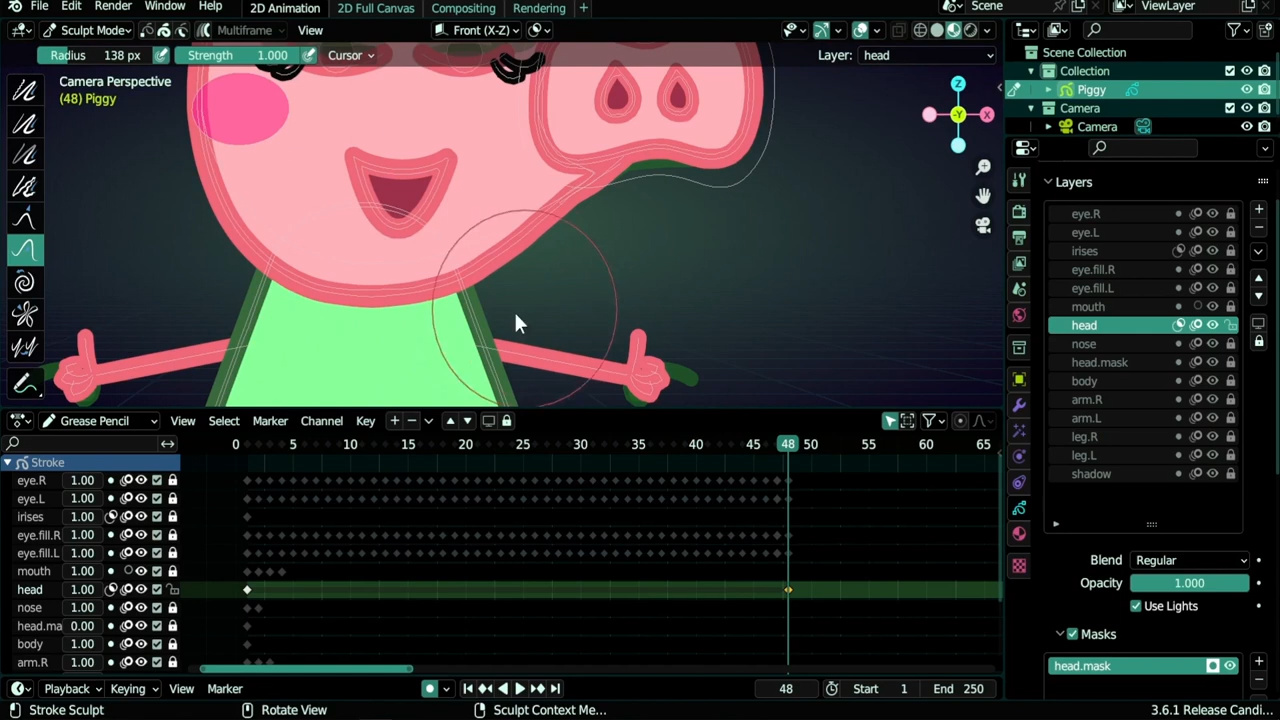 File Edit Render Window Help 2D Animation 2D Full Canvas Compositing Rendering + Scene ViewLayer
Sculpt Mode Multiframe View Front (X-Z)
Radius 138 px Strength 1.000 Cursor Layer: head
Camera Perspective
(48) Piggy
Z
-Y X
Scene Collection
Collection
Piggy
Camera
Camera
Layers
eye.R
eye.L
irises
eye.fill.R
eye.fill.L
mouth
head
nose
head.mask
body
arm.R
arm.L
leg.R
leg.L
shadow
Blend Regular
Opacity 1.000
Use Lights
Masks
head.mask
Grease Pencil View Select Marker Channel Key
0 5 10 15 20 25 30 35 40 45 48 50 55 60 65
Stroke
eye.R 1.00
eye.L 1.00
irises 1.00
eye.fill.R 1.00
eye.fill.L 1.00
mouth 1.00
head 1.00
nose 1.00
head.ma 0.00
body 1.00
arm.R 1.00
Playback Keying View Marker 48 Start 1 End 250
Stroke Sculpt Rotate View Sculpt Context Me... 3.6.1 Release Candi...